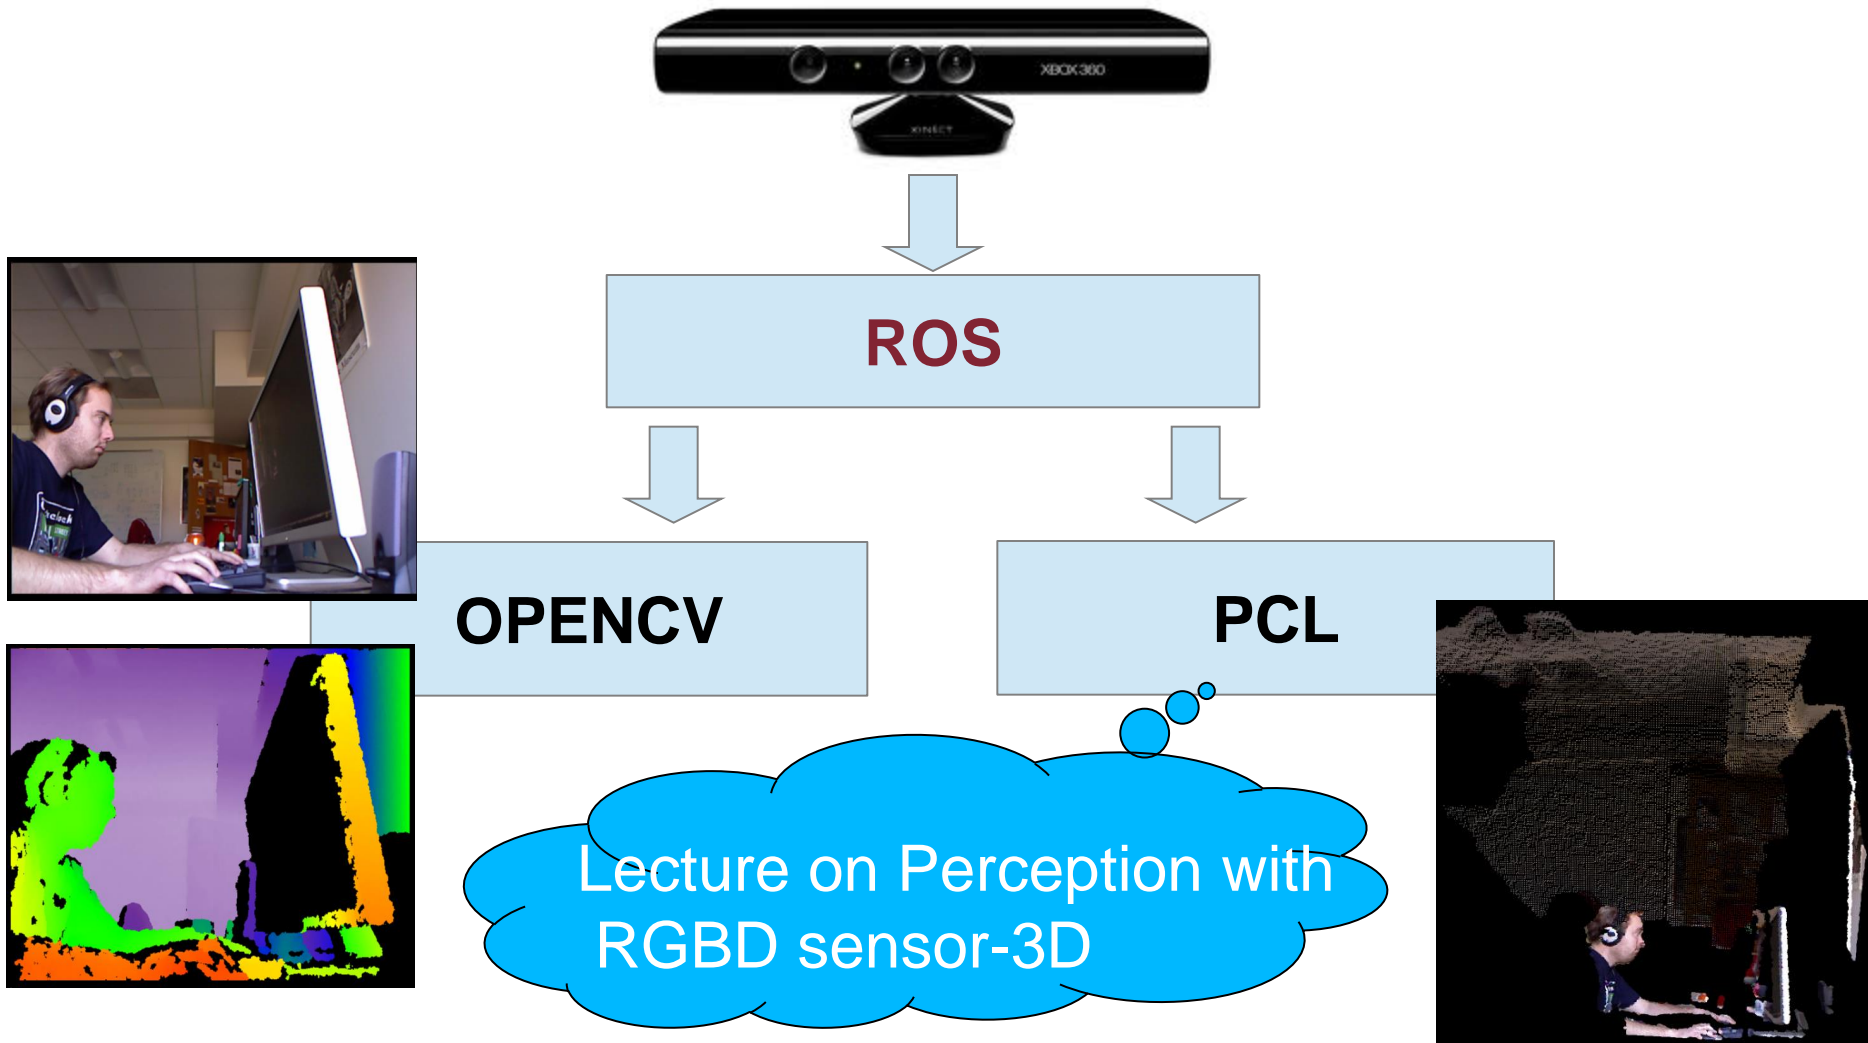 XBOX 360
KINECT
ROS
OPENCV
PCL
Lecture on Perception with
RGBD sensor-3D